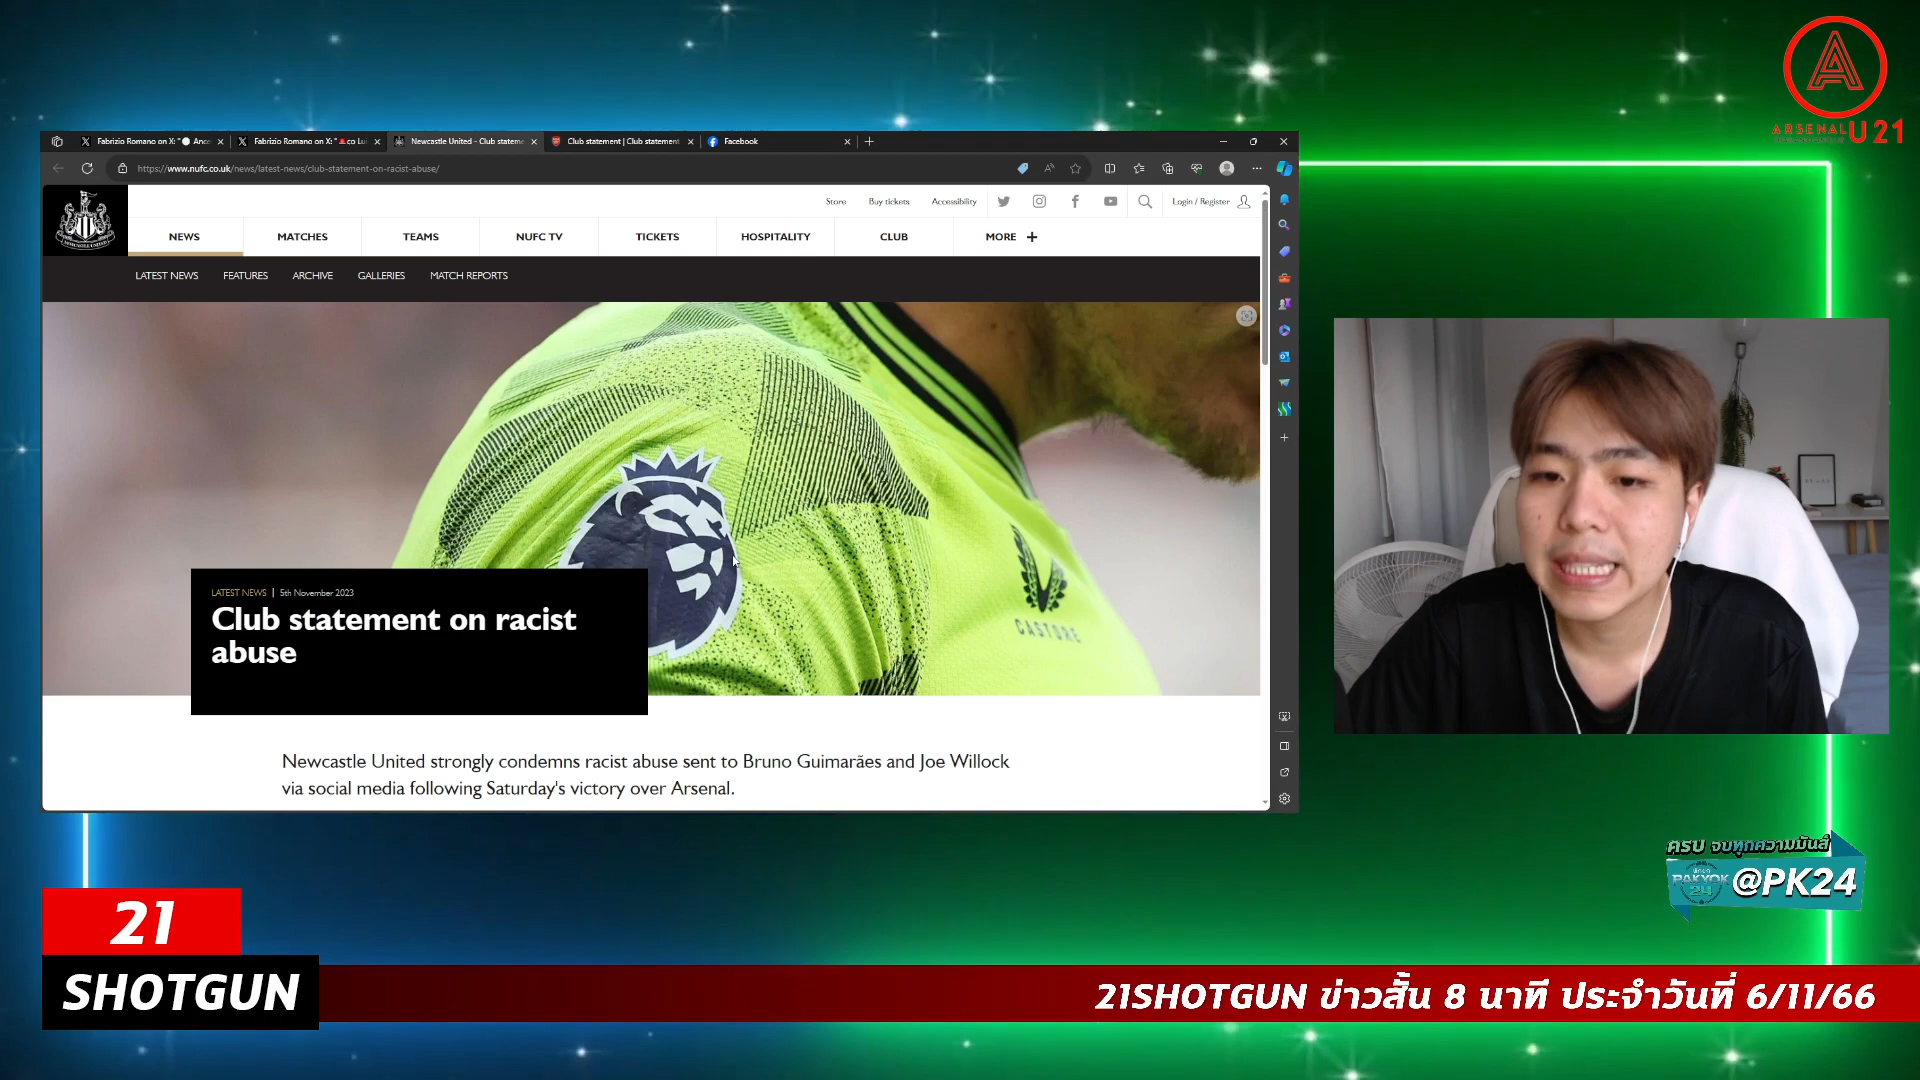 ARSENAL U21
Fabrizio Romano on X: "⚪ Ance
Fabrizio Romano on X: "🔺co Lui
Newcastle United - Club stateme
Club statement | Club statement
Facebook
https://www.nufc.co.uk/news/latest-news/club-statement-on-racist-abuse/
Store Buy tickets Accessibility Login / Register
NEWS MATCHES TEAMS NUFC TV TICKETS HOSPITALITY CLUB MORE +
LATEST NEWS FEATURES ARCHIVE GALLERIES MATCH REPORTS
CASTORE
LATEST NEWS | 5th November 2023
Club statement on racist
abuse
Newcastle United strongly condemns racist abuse sent to Bruno Guimarães and Joe Willock
via social media following Saturday's victory over Arsenal.
ครบ จบทุกความมันส์
PAKYOK
24
@PK24
21
SHOTGUN
21SHOTGUN ข่าวสั้น 8 นาที ประจำวันที่ 6/11/66